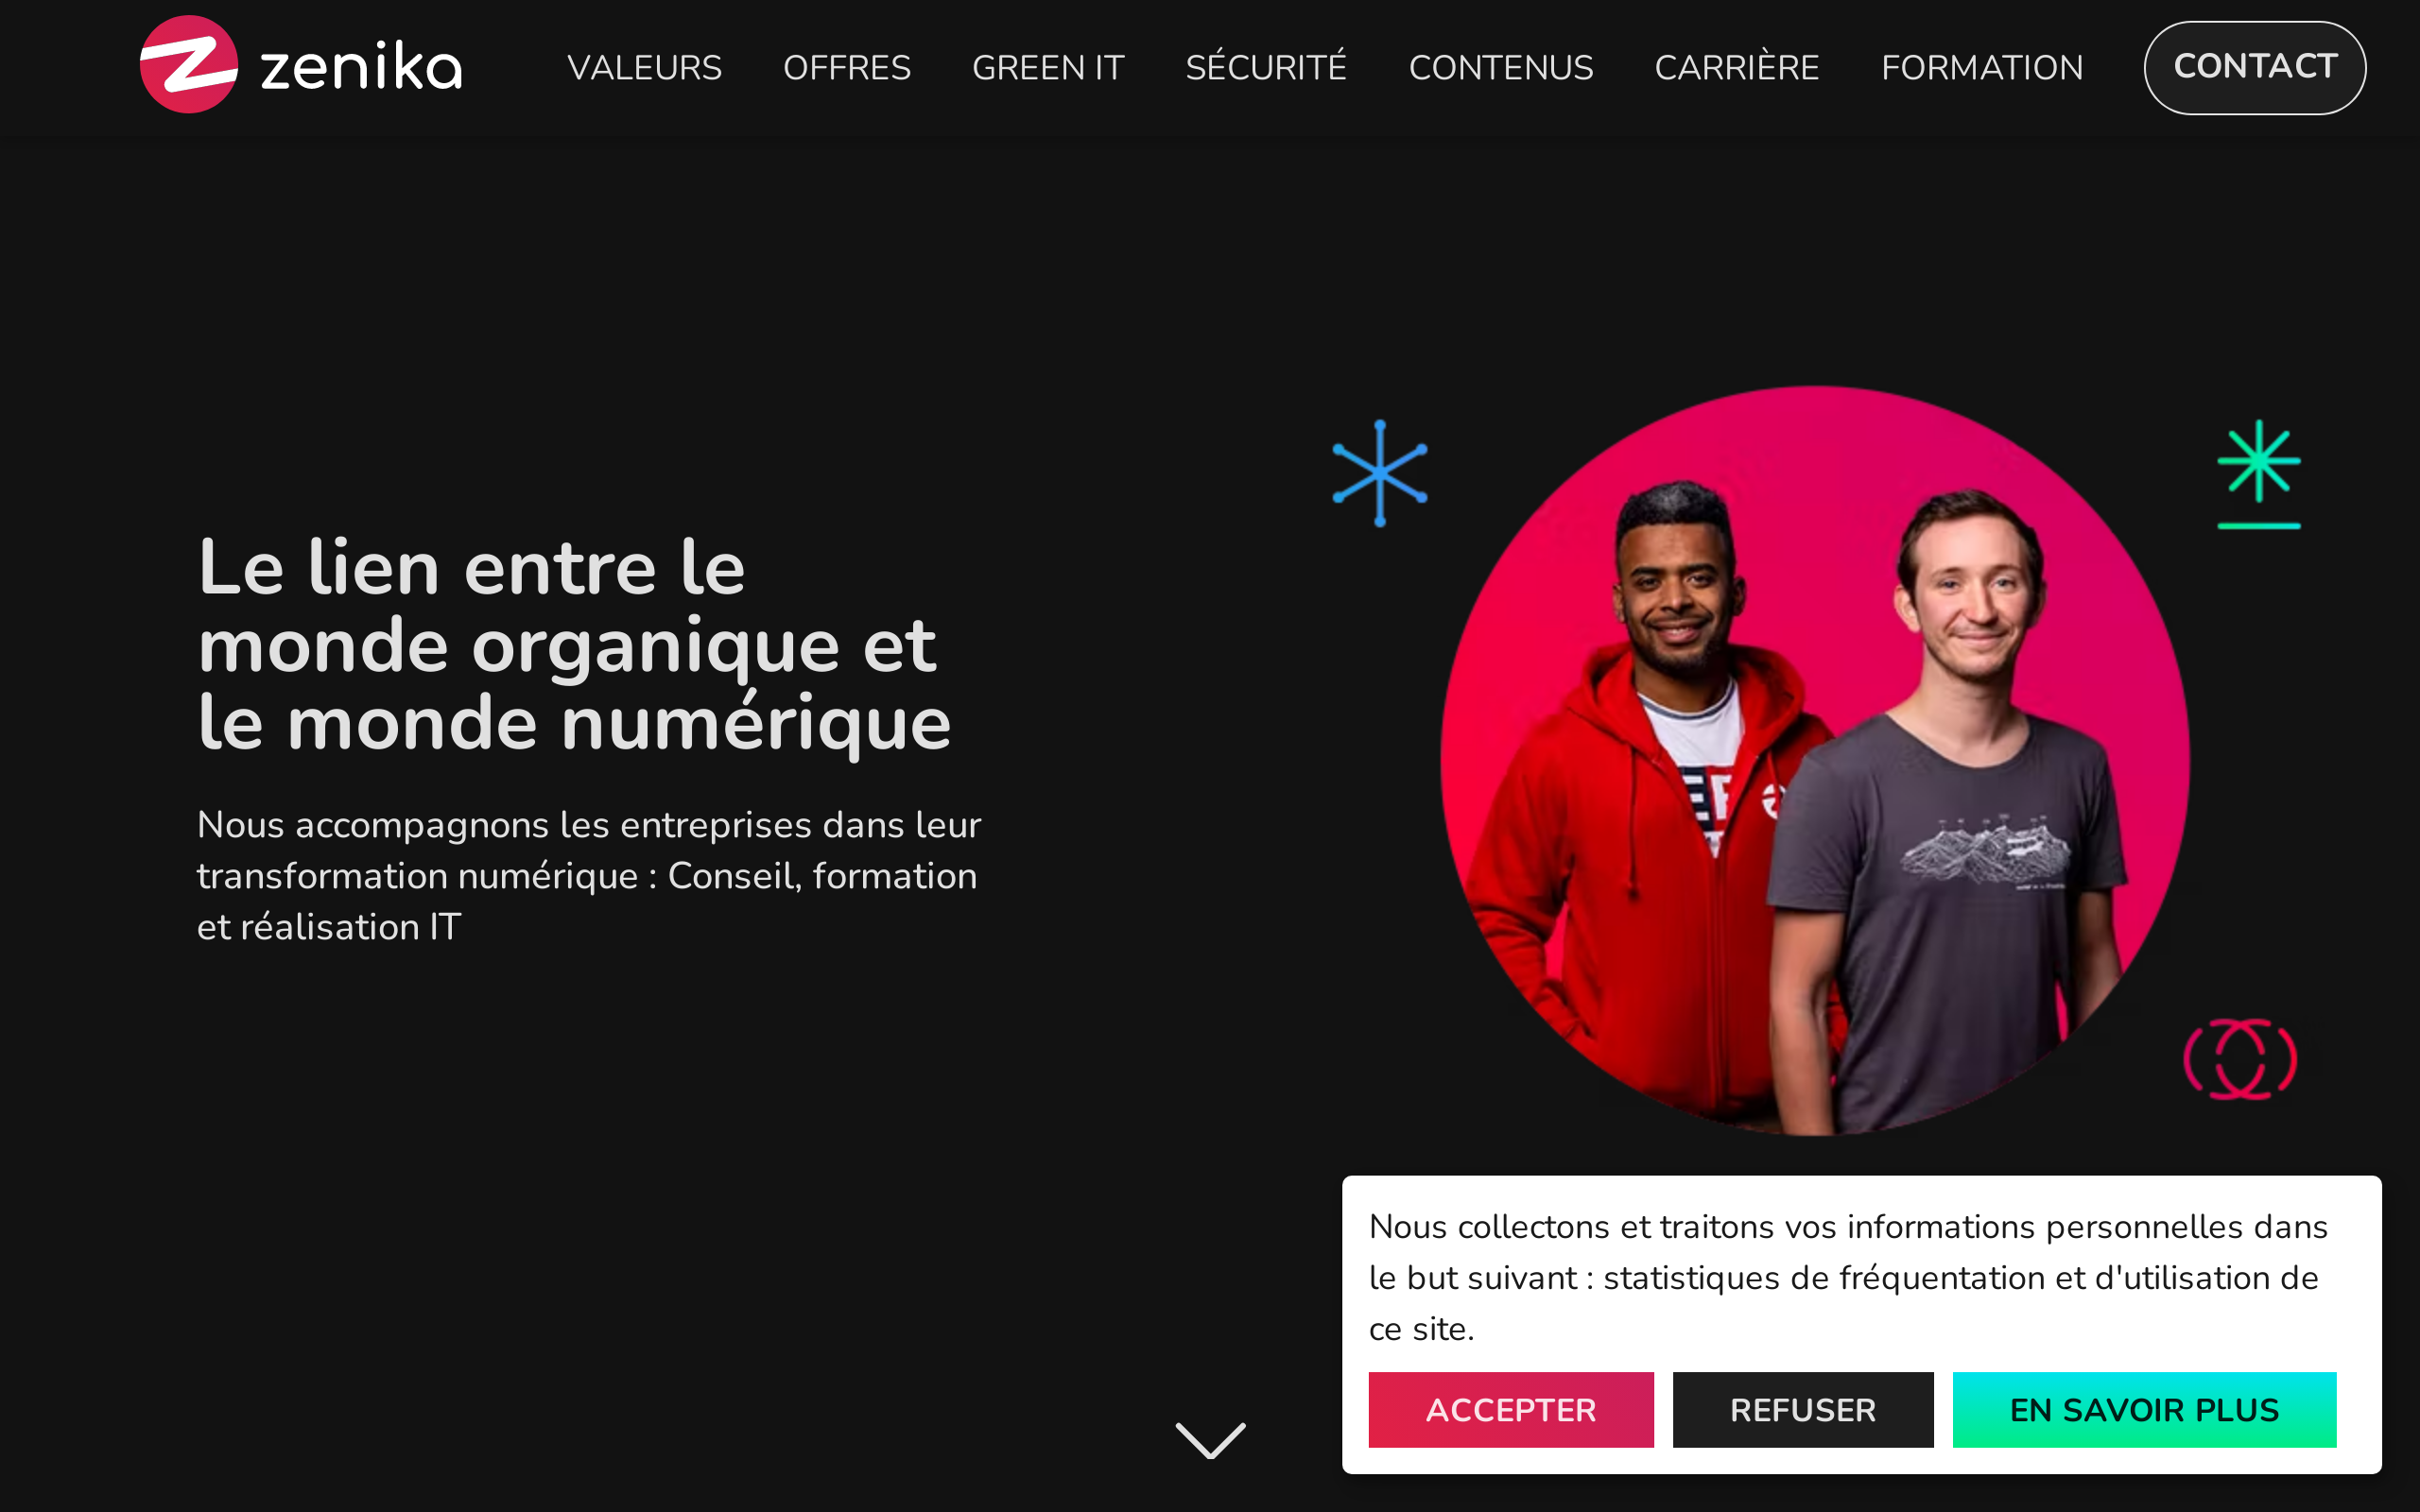 zenika
VALEURS
OFFRES
GREEN IT
SÉCURITÉ
CONTENUS
CARRIÈRE
FORMATION
CONTACT
Le lien entre le
monde organique et
le monde numérique
Nous accompagnons les entreprises dans leur
transformation numérique : Conseil, formation
et réalisation IT
Nous collectons et traitons vos informations personnelles dans
le but suivant : statistiques de fréquentation et d'utilisation de
ce site.
ACCEPTER
REFUSER
EN SAVOIR PLUS